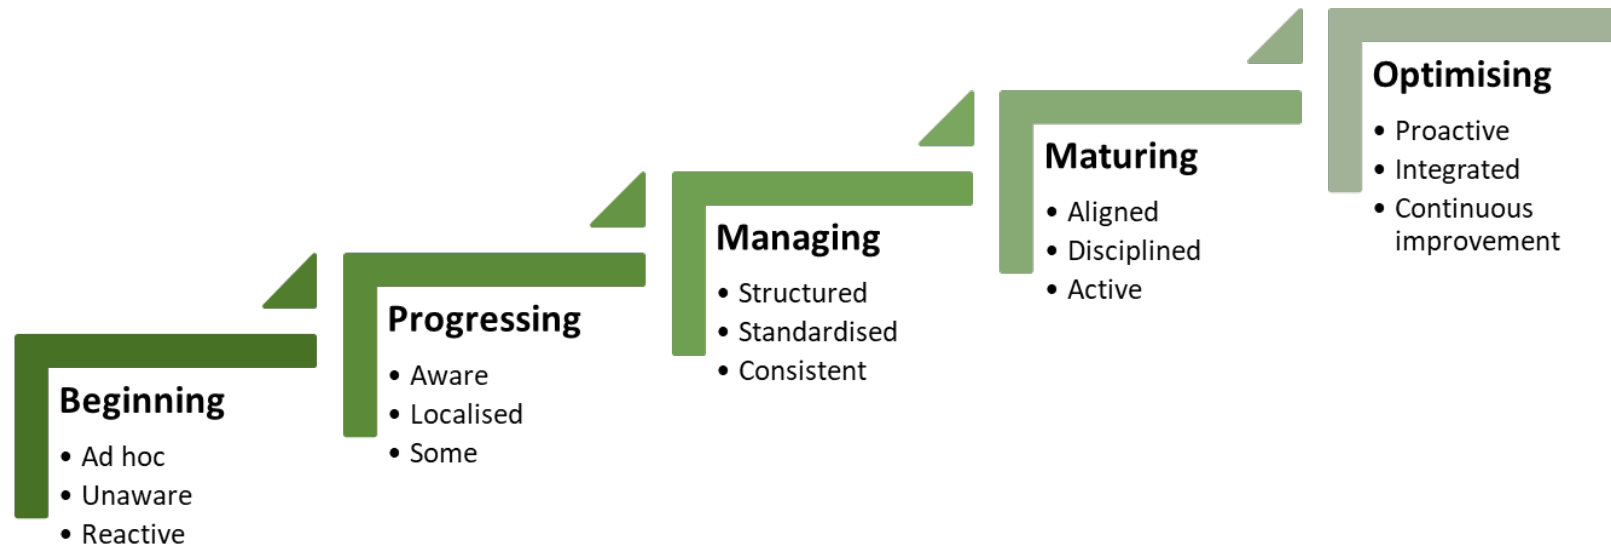 Beginning
• Ad hoc
• Unaware
• Reactive
Progressing
• Aware
• Localised
• Some
Managing
• Structured
• Standardised
• Consistent
Maturing
• Aligned
• Disciplined
• Active
Optimising
• Proactive
• Integrated
• Continuous
improvement